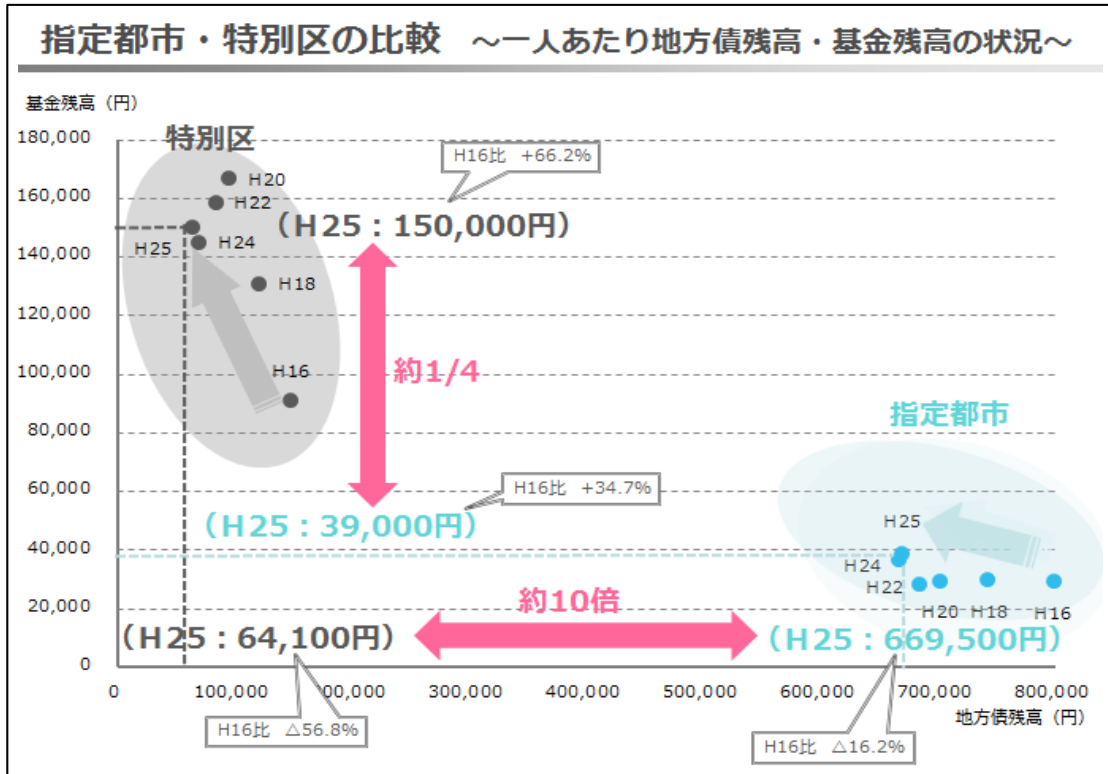 指定都市・特別区の比較 ～一人あたり地方債残高・基金残高の状況～
基金残高（円）
180,000
160,000
140,000
120,000
100,000
80,000
60,000
40,000
20,000
0
特別区
H16比 +66.2%
H20
H22
（H25：150,000円）
H25
H24
H18
H16
約1/4
指定都市
H16比 +34.7%
（H25：39,000円）
H25
H24
H22
H20
H18
H16
約10倍
（H25：64,100円）
（H25：669,500円）
0
100,000
00,000
300,000
400,000
500,000
600,000
700,000
800,000
地方債残高（円）
H16比 △56.8%
H16比 △16.2%